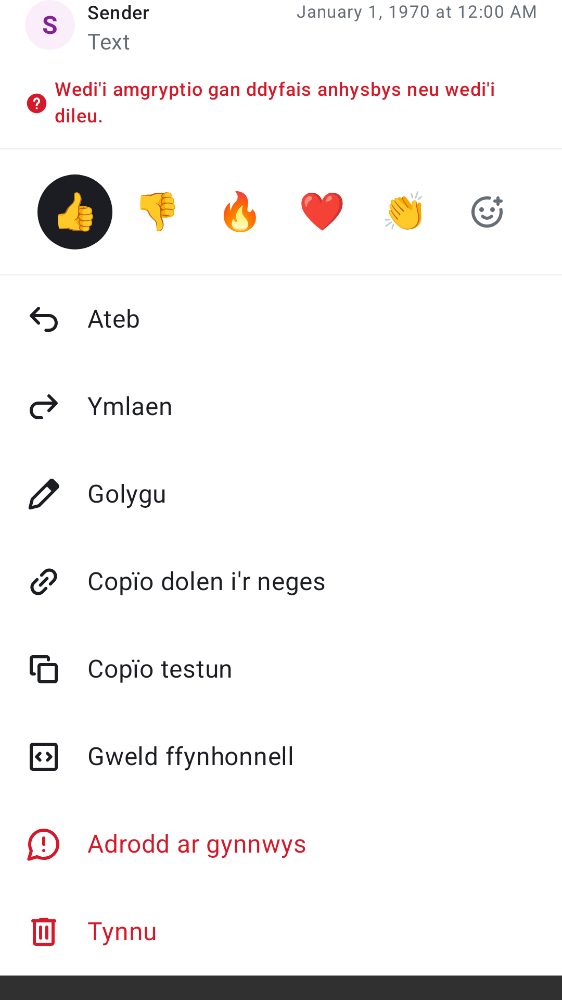 S
Sender
January 1, 1970 at 12:00 AM
Text
Wedi'i amgryptio gan ddyfais anhysbys neu wedi'i
dileu.
Ateb
Ymlaen
Golygu
Copïo dolen i'r neges
Copïo testun
Gweld ffynhonnell
Adrodd ar gynnwys
Tynnu